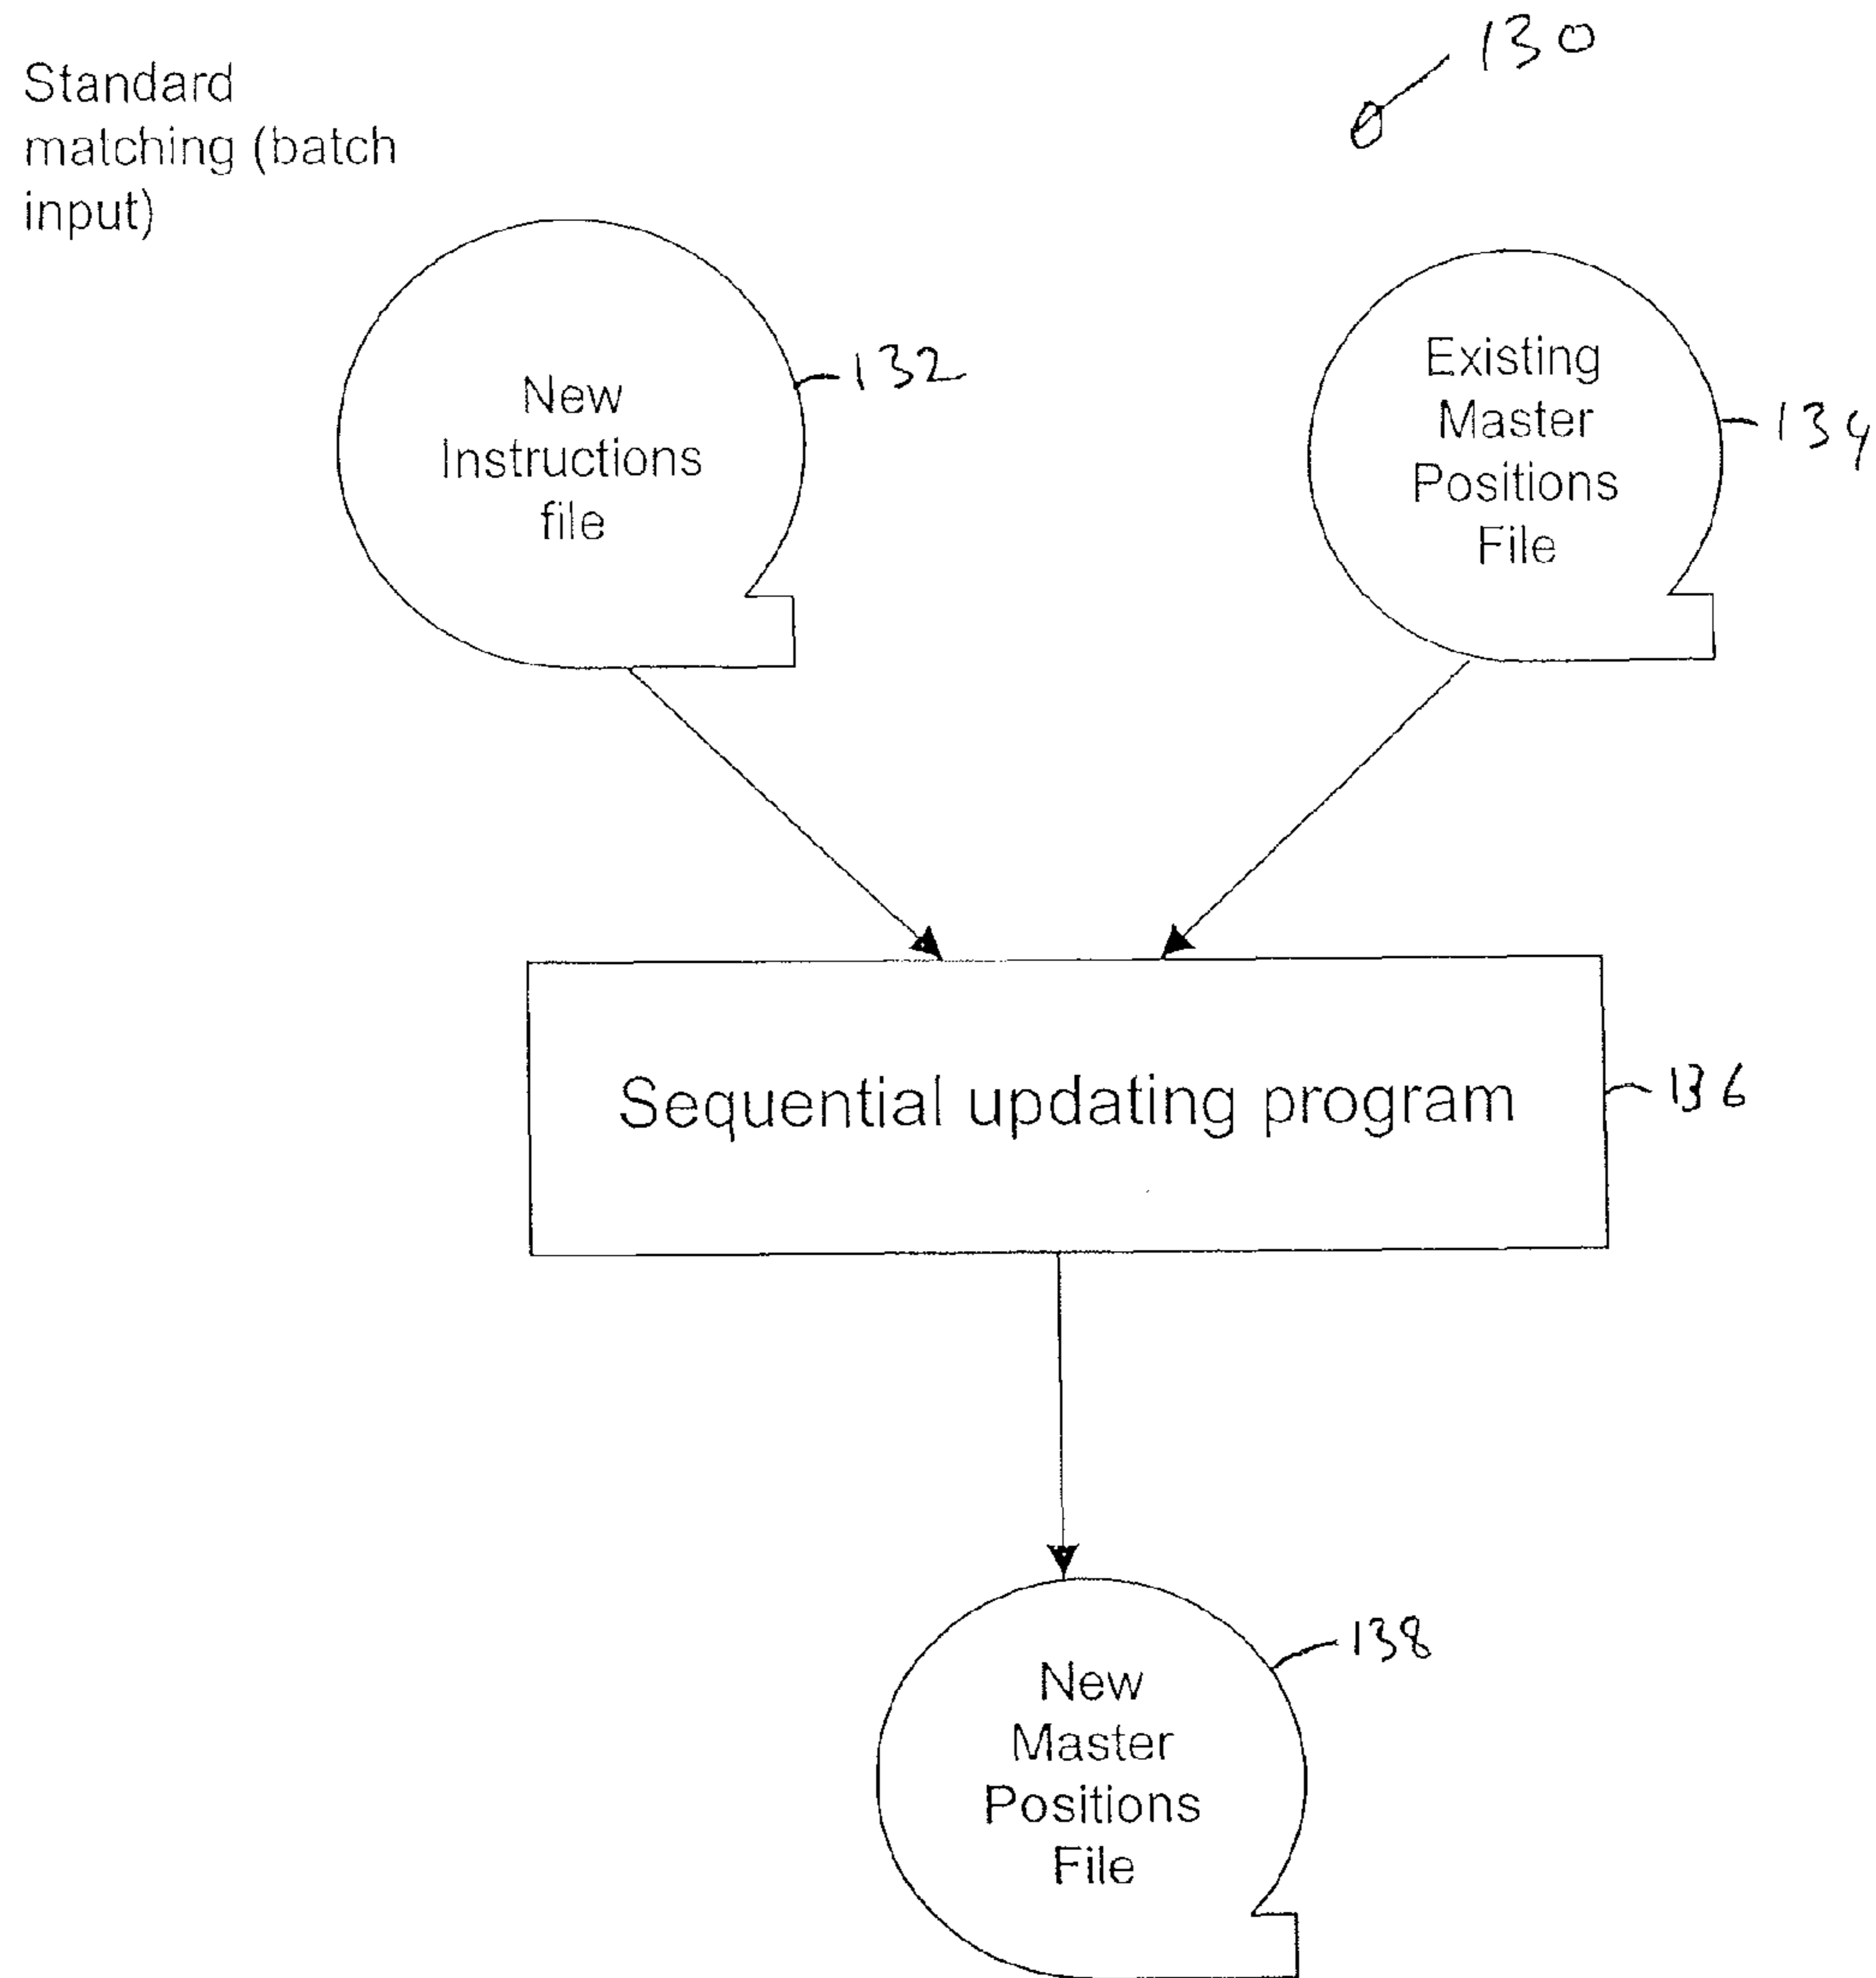 Standard
matching (batch
input)
130
New
Instructions
file
132
Existing
Master
Positions
File
134
Sequential updating program
136
New
Master
Positions
File
138